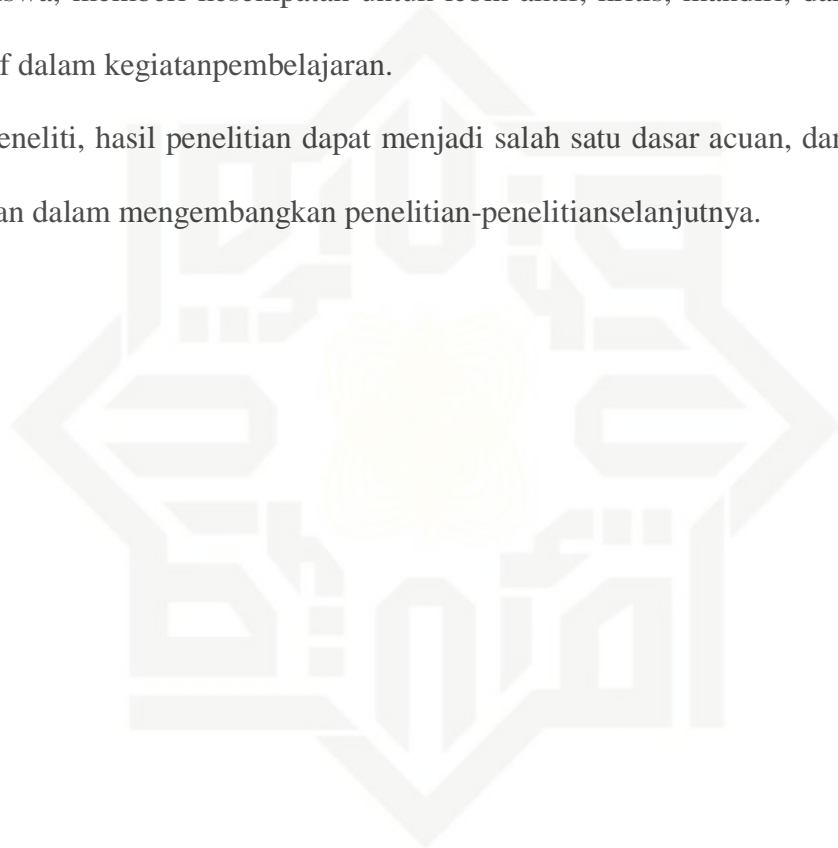 swa, memberi kesempatan untuk lebih aktif, kritis, mandiri, dan
f dalam kegiatanpembelajaran.
eneliti, hasil penelitian dapat menjadi salah satu dasar acuan, dan
an dalam mengembangkan penelitian-penelitianselanjutnya.